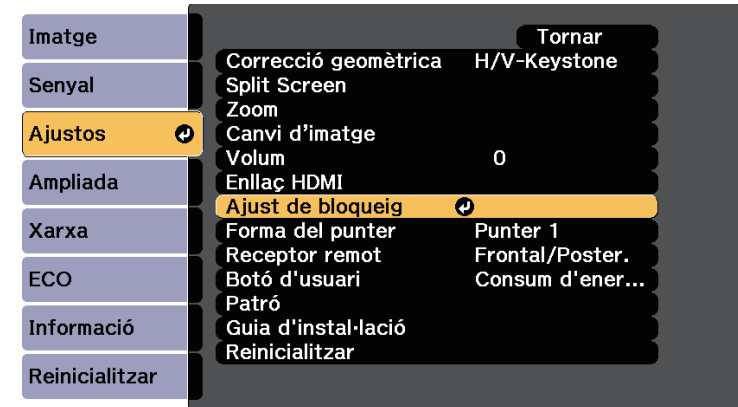 Imatge
Senyal
Ajustos
Ampliada
Xarxa
ECO
Informació
Reinicialitzar
Tornar
Correcció geomètrica H/V-Keystone
Split Screen
Zoom
Canvi d’imatge
Volum 0
Enllaç HDMI
Ajust de bloqueig
Forma del punter Punter 1
Receptor remot Frontal/Poster.
Botó d'usuari Consum d'ener...
Patró
Guia d'instal·lació
Reinicialitzar